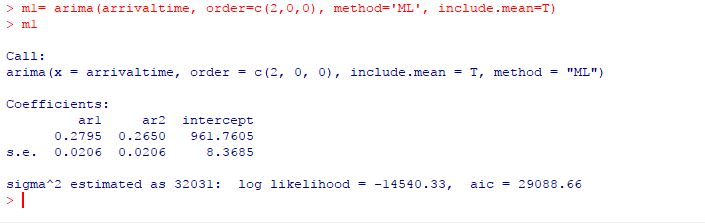 > m1= arima(arrivaltime, order=c(2,0,0), method='ML', include.mean=T)
> m1
Call:
arima(x = arrivaltime, order = c(2, 0, 0), include.mean = T, method = "ML")
Coefficients:
         ar1     ar2  intercept
      0.2795  0.2650   961.7605
s.e.  0.0206  0.0206     8.3685
sigma^2 estimated as 32031:  log likelihood = -14540.33,  aic = 29088.66
>